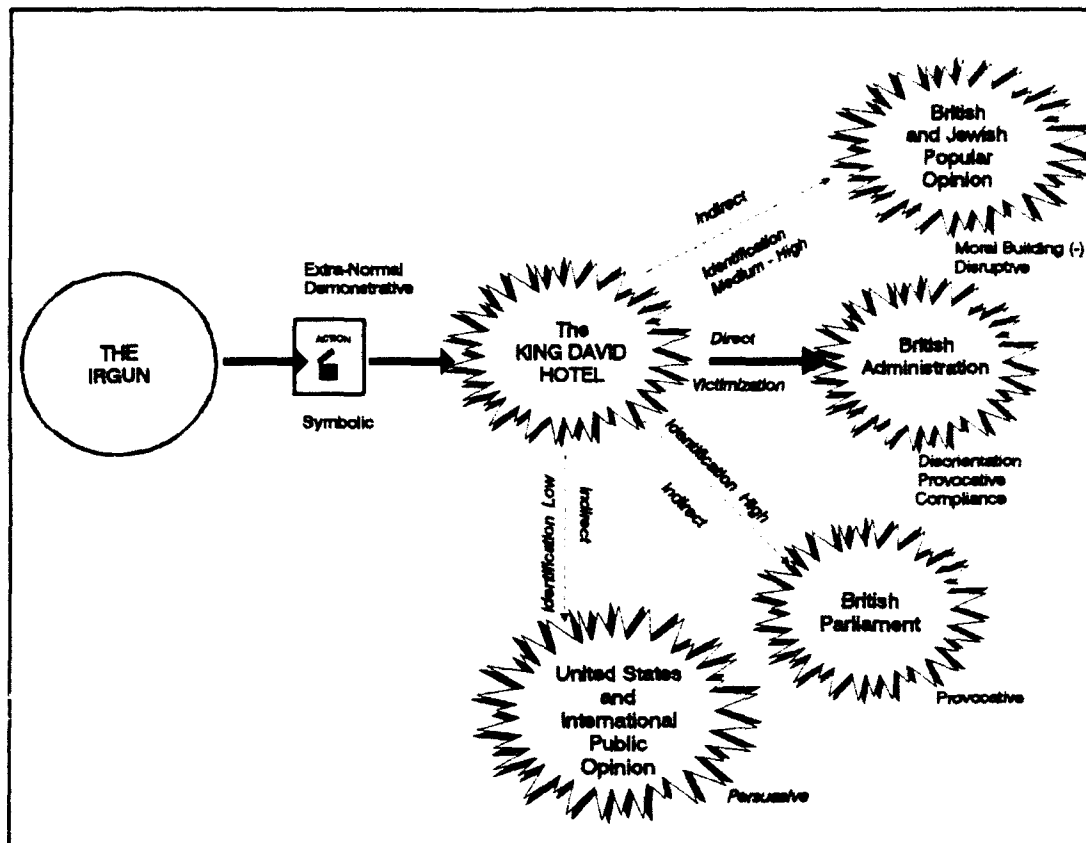 THE
IRGUN
Extra-Normal
Demonstrative
ACTION
Symbolic
The
KING DAVID
HOTEL
Indirect
Identification
Medium - High
British
and Jewish
Popular
Opinion
Moral Building (-)
Disruptive
Direct
Victimization
British
Administration
Disorientation
Provocative
Compliance
Identification High
Indirect
British
Parliament
Provocative
Identification Low
Indirect
United States
and
International
Public
Opinion
Persuasive